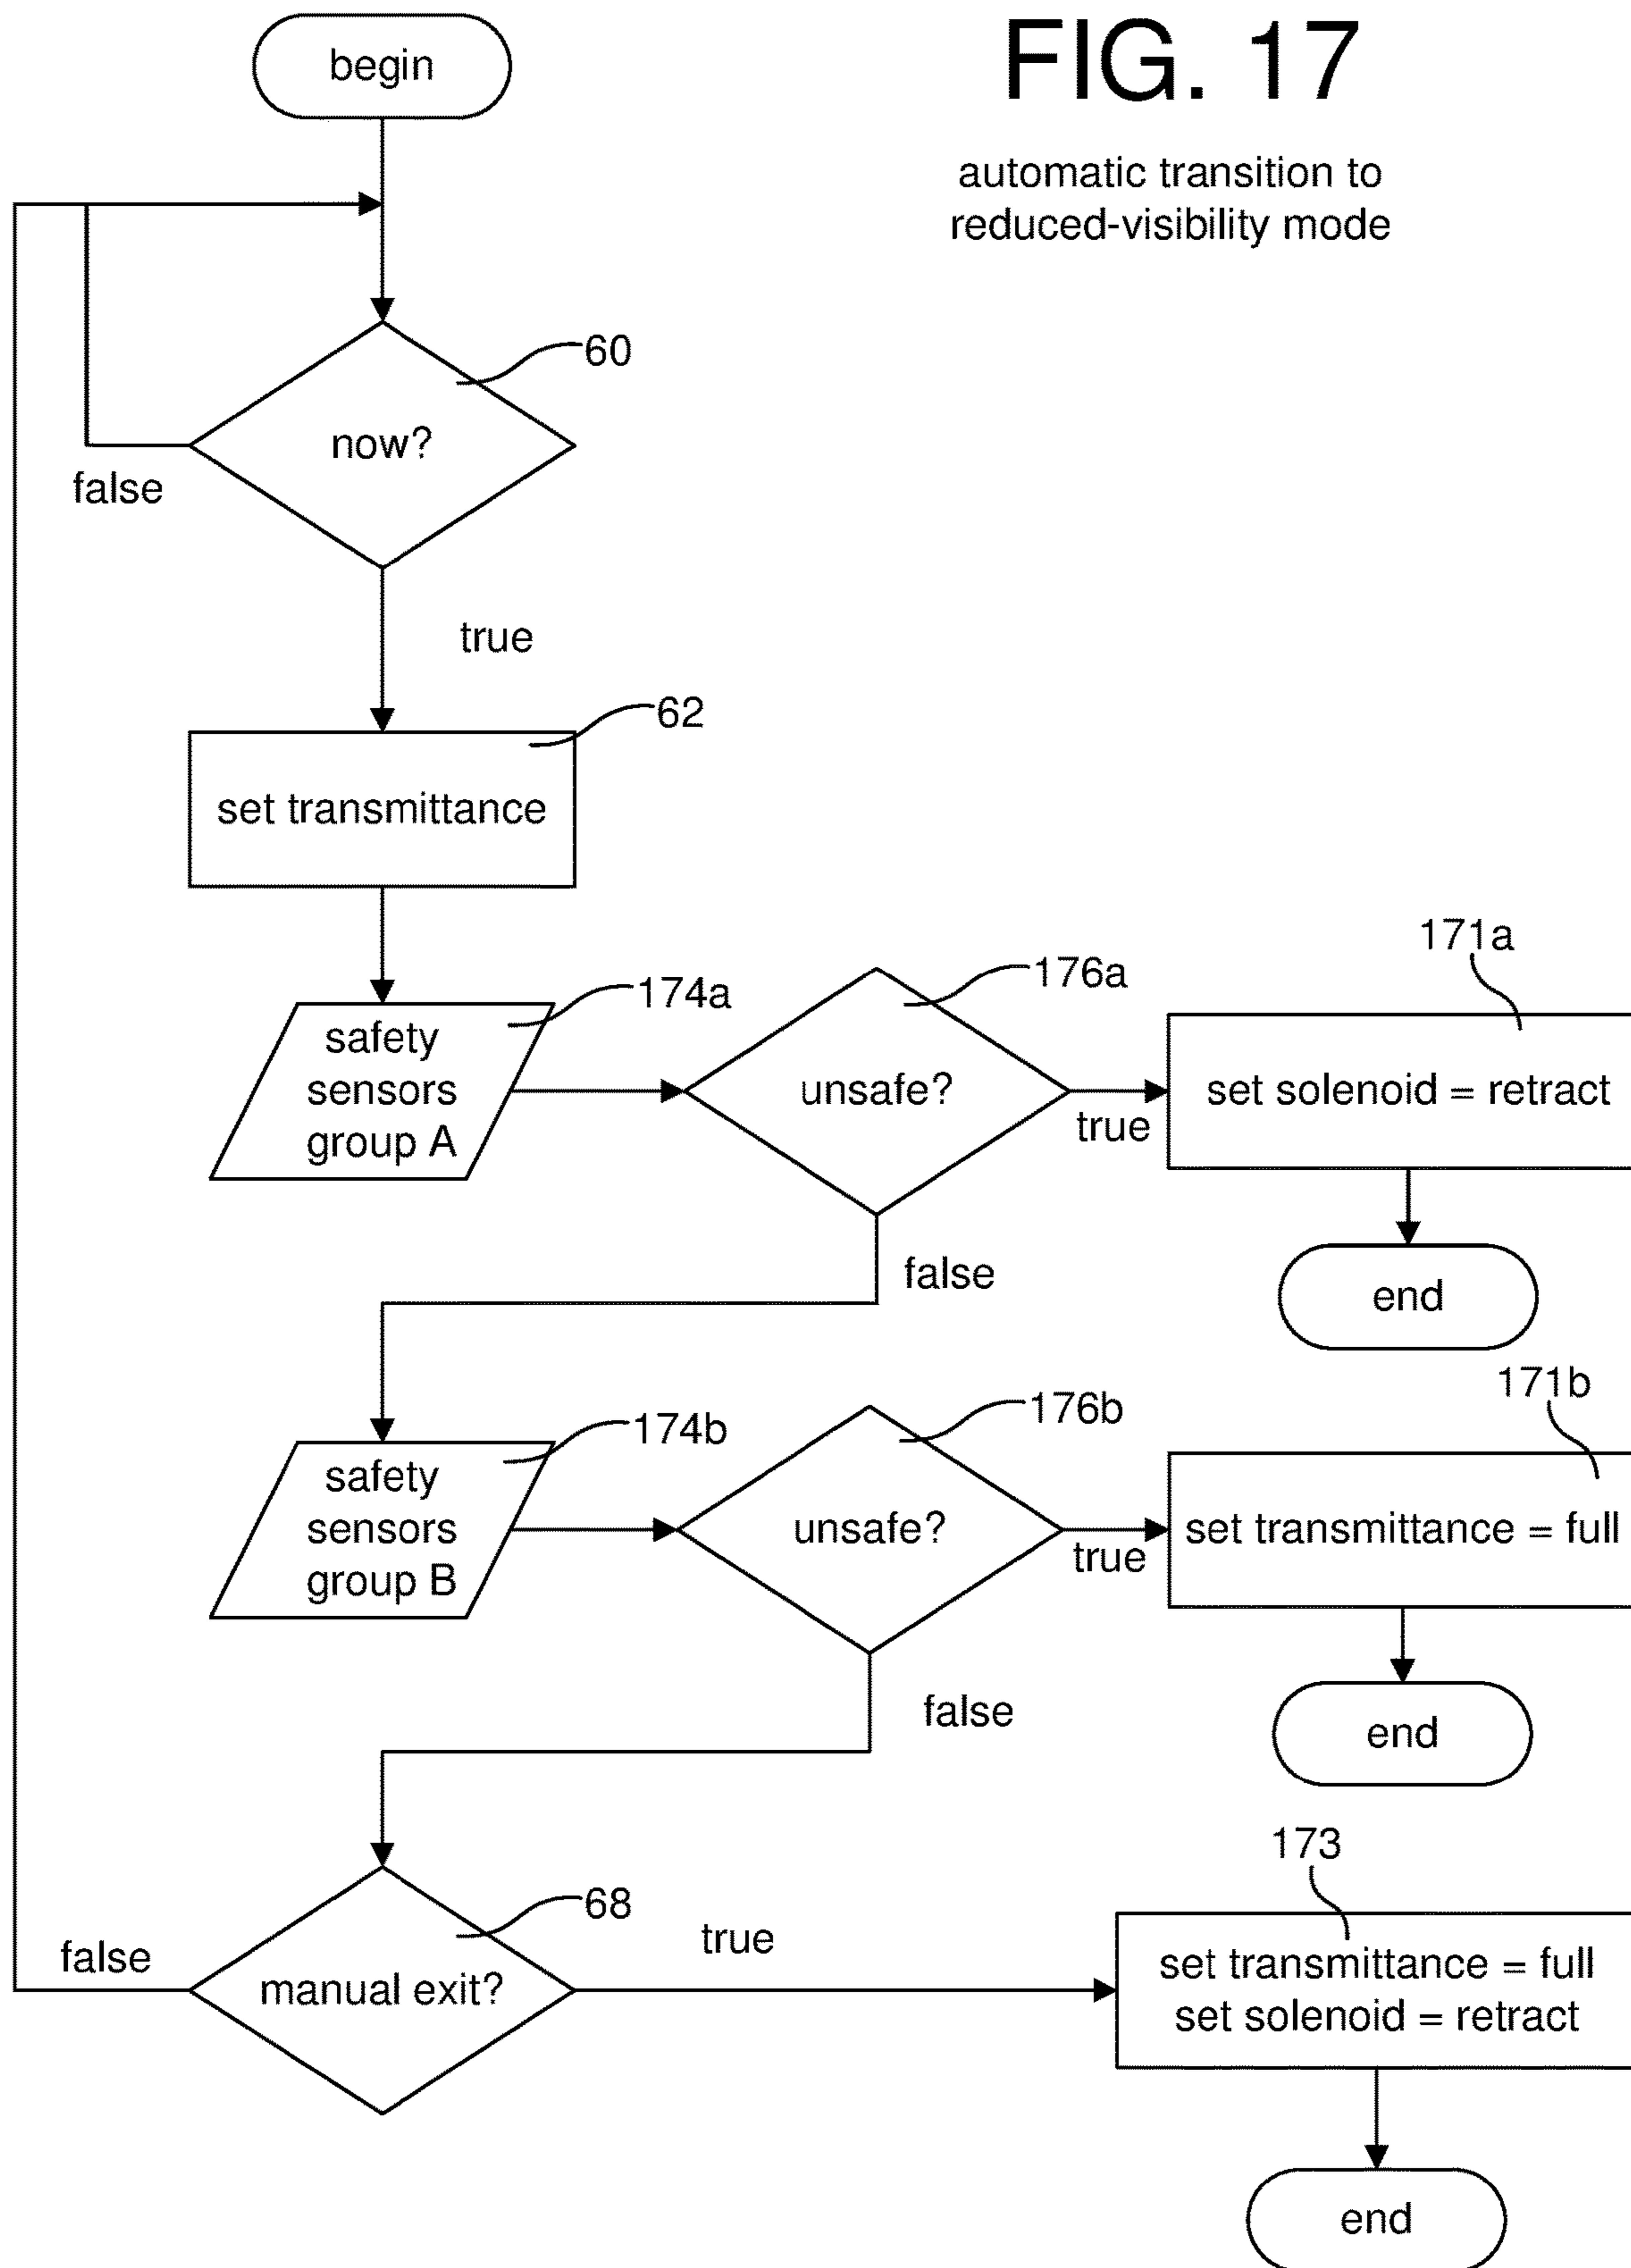 FIG. 17
automatic transition to
reduced-visibility mode
begin
60
now?
false
true
62
set transmittance
174a
safety
sensors
group A
176a
unsafe?
true
171a
set solenoid = retract
false
end
174b
safety
sensors
group B
176b
unsafe?
true
171b
set transmittance = full
false
end
68
manual exit?
false
true
173
set transmittance = full
set solenoid = retract
end